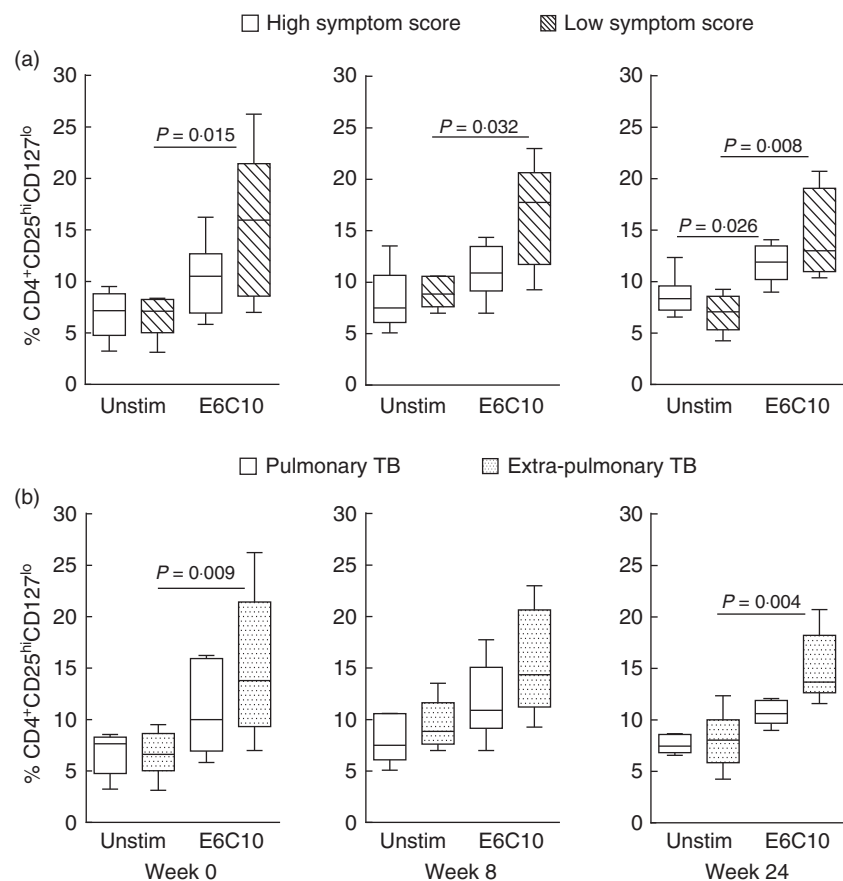 High symptom score Low symptom score
(a)
% CD4⁺CD25ʰⁱCD127ˡᵒ
30 30 30
25 25 25
20 20 20
15 15 15
10 10 10
5 5 5
0 0 0
P = 0·015 P = 0·032 P = 0·008
P = 0·026
Unstim E6C10 Unstim E6C10 Unstim E6C10
Pulmonary TB Extra-pulmonary TB
(b)
% CD4⁺CD25ʰⁱCD127ˡᵒ
30 30 30
25 25 25
20 20 20
15 15 15
10 10 10
5 5 5
0 0 0
P = 0·009 P = 0·004
Unstim E6C10 Unstim E6C10 Unstim E6C10
Week 0 Week 8 Week 24